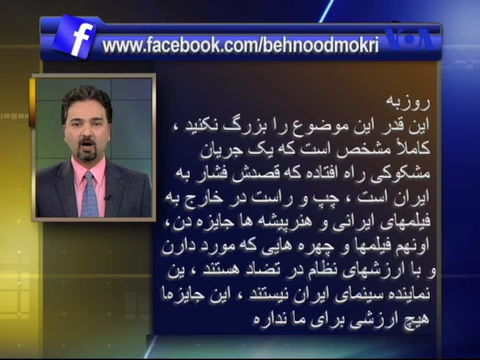 www.facebook.com/behnoodmokri
VOA
روزبه
این قدر این موضوع را بزرگ نکنید ،
کاملاً مشخص است که یک جریان
مشکوکی راه افتاده که قصدش فشار به
ایران است ، چپ و راست در خارج به
فیلمهای ایرانی و هنرپیشه ها جایزه دن،
اونهم فیلمها و چهره هایی که مورد دارن
و با ارزشهای نظام در تضاد هستند ، ین
نماینده سینمای ایران نیستند ، این جایزها
هیچ ارزشی برای ما نداره